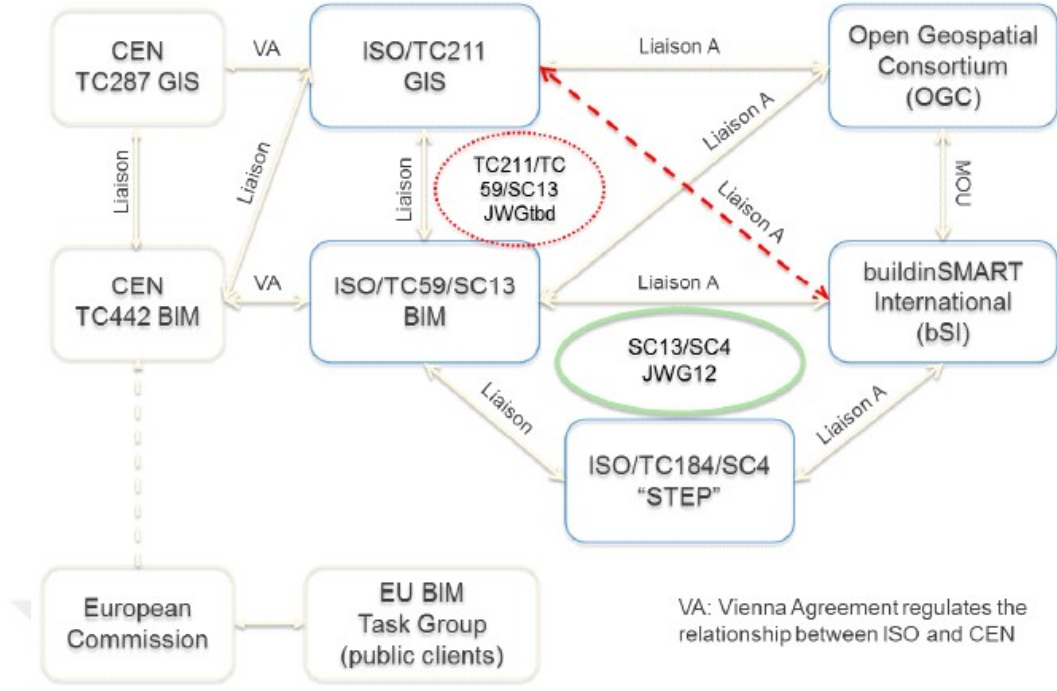 CEN
TC287 GIS
VA
ISO/TC211
GIS
Liaison A
Open Geospatial
Consortium
(OGC)
Liaison
Liaison
Liaison
TC211/TC
59/SC13
JWGtbd
Liaison A
Liaison A
MOU
CEN
TC442 BIM
VA
ISO/TC59/SC13
BIM
Liaison A
buildinSMART
International
(bSI)
SC13/SC4
JWG12
Liaison
Liaison A
ISO/TC184/SC4
“STEP”
European
Commission
EU BIM
Task Group
(public clients)
VA: Vienna Agreement regulates the
relationship between ISO and CEN